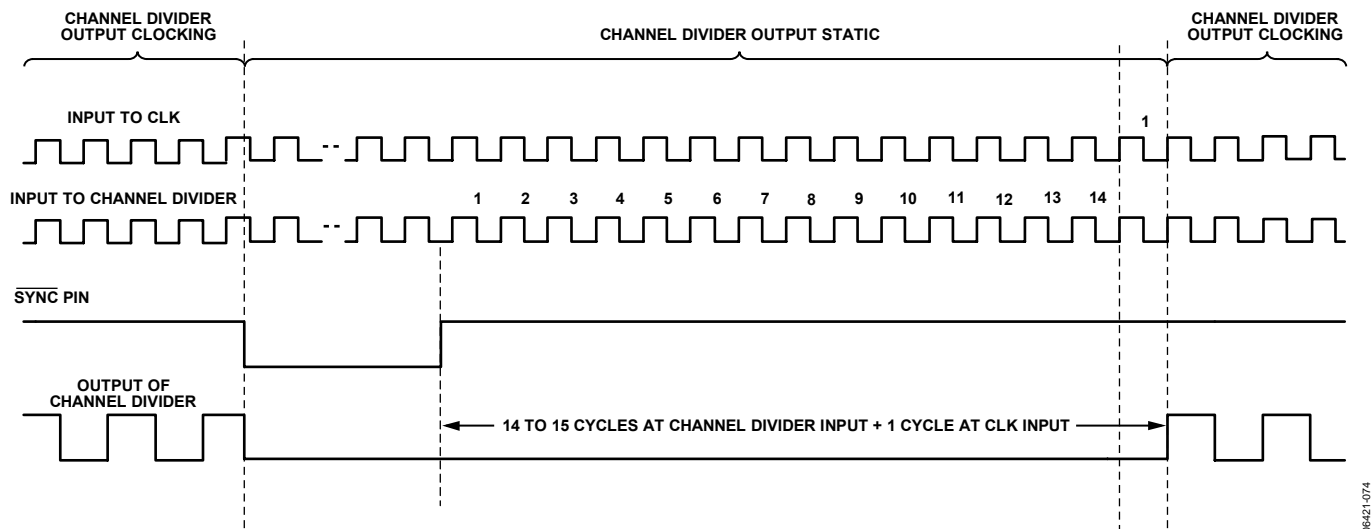 CHANNEL DIVIDER
OUTPUT CLOCKING
CHANNEL DIVIDER OUTPUT STATIC
CHANNEL DIVIDER
OUTPUT CLOCKING
INPUT TO CLK
1
INPUT TO CHANNEL DIVIDER
1 2 3 4 5 6 7 8 9 10 11 12 13 14
SYNC PIN
OUTPUT OF
CHANNEL DIVIDER
14 TO 15 CYCLES AT CHANNEL DIVIDER INPUT + 1 CYCLE AT CLK INPUT
06421-074